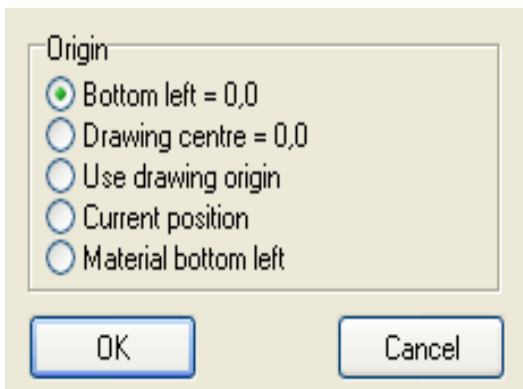 Origin
Bottom left = 0,0
Drawing centre = 0,0
Use drawing origin
Current position
Material bottom left
OK Cancel